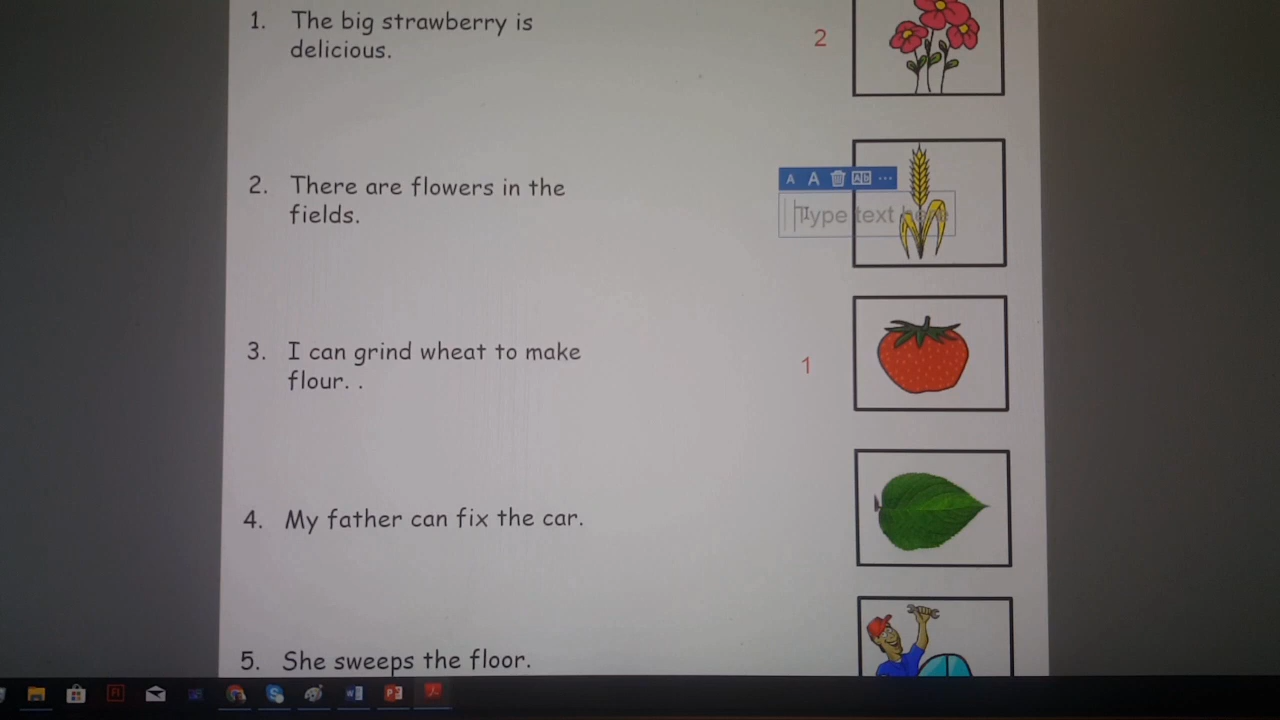 1. The big strawberry is
delicious.
2
2. There are flowers in the
fields.
A A Ab ...
Type text here
3. I can grind wheat to make
flour. .
1
4. My father can fix the car.
5. She sweeps the floor.